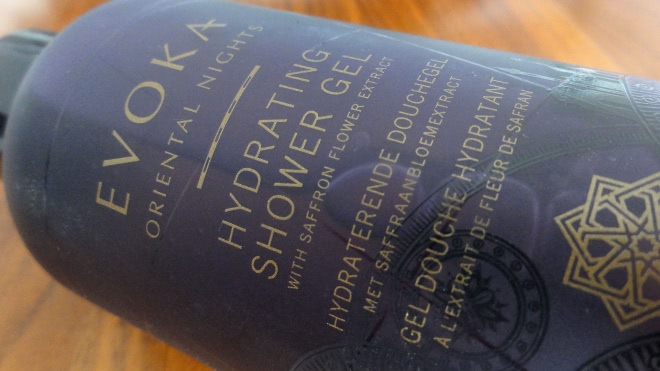 EVOKA
ORIENTAL NIGHTS
HYDRATING
SHOWER GEL
WITH SAFFRON FLOWER EXTRACT
HYDRATERENDE DOUCHEGEL
MET SAFFRAANBLOEMEXTRACT
GEL DOUCHE HYDRATANT
À L'EXTRAIT DE FLEUR DE SAFRAN